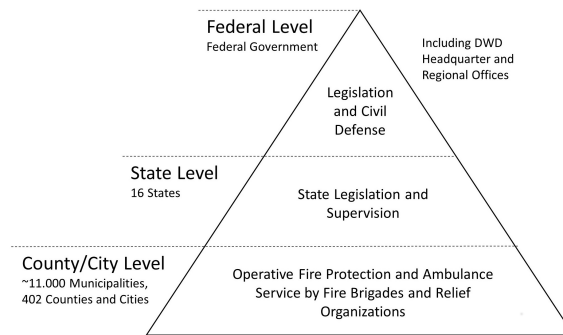 Federal Level
Federal Government
Including DWD
Headquarter and
Regional Offices
Legislation
and Civil
Defense
State Level
16 States
State Legislation and
Supervision
County/City Level
~11.000 Municipalities,
402 Counties and Cities
Operative Fire Protection and Ambulance
Service by Fire Brigades and Relief
Organizations